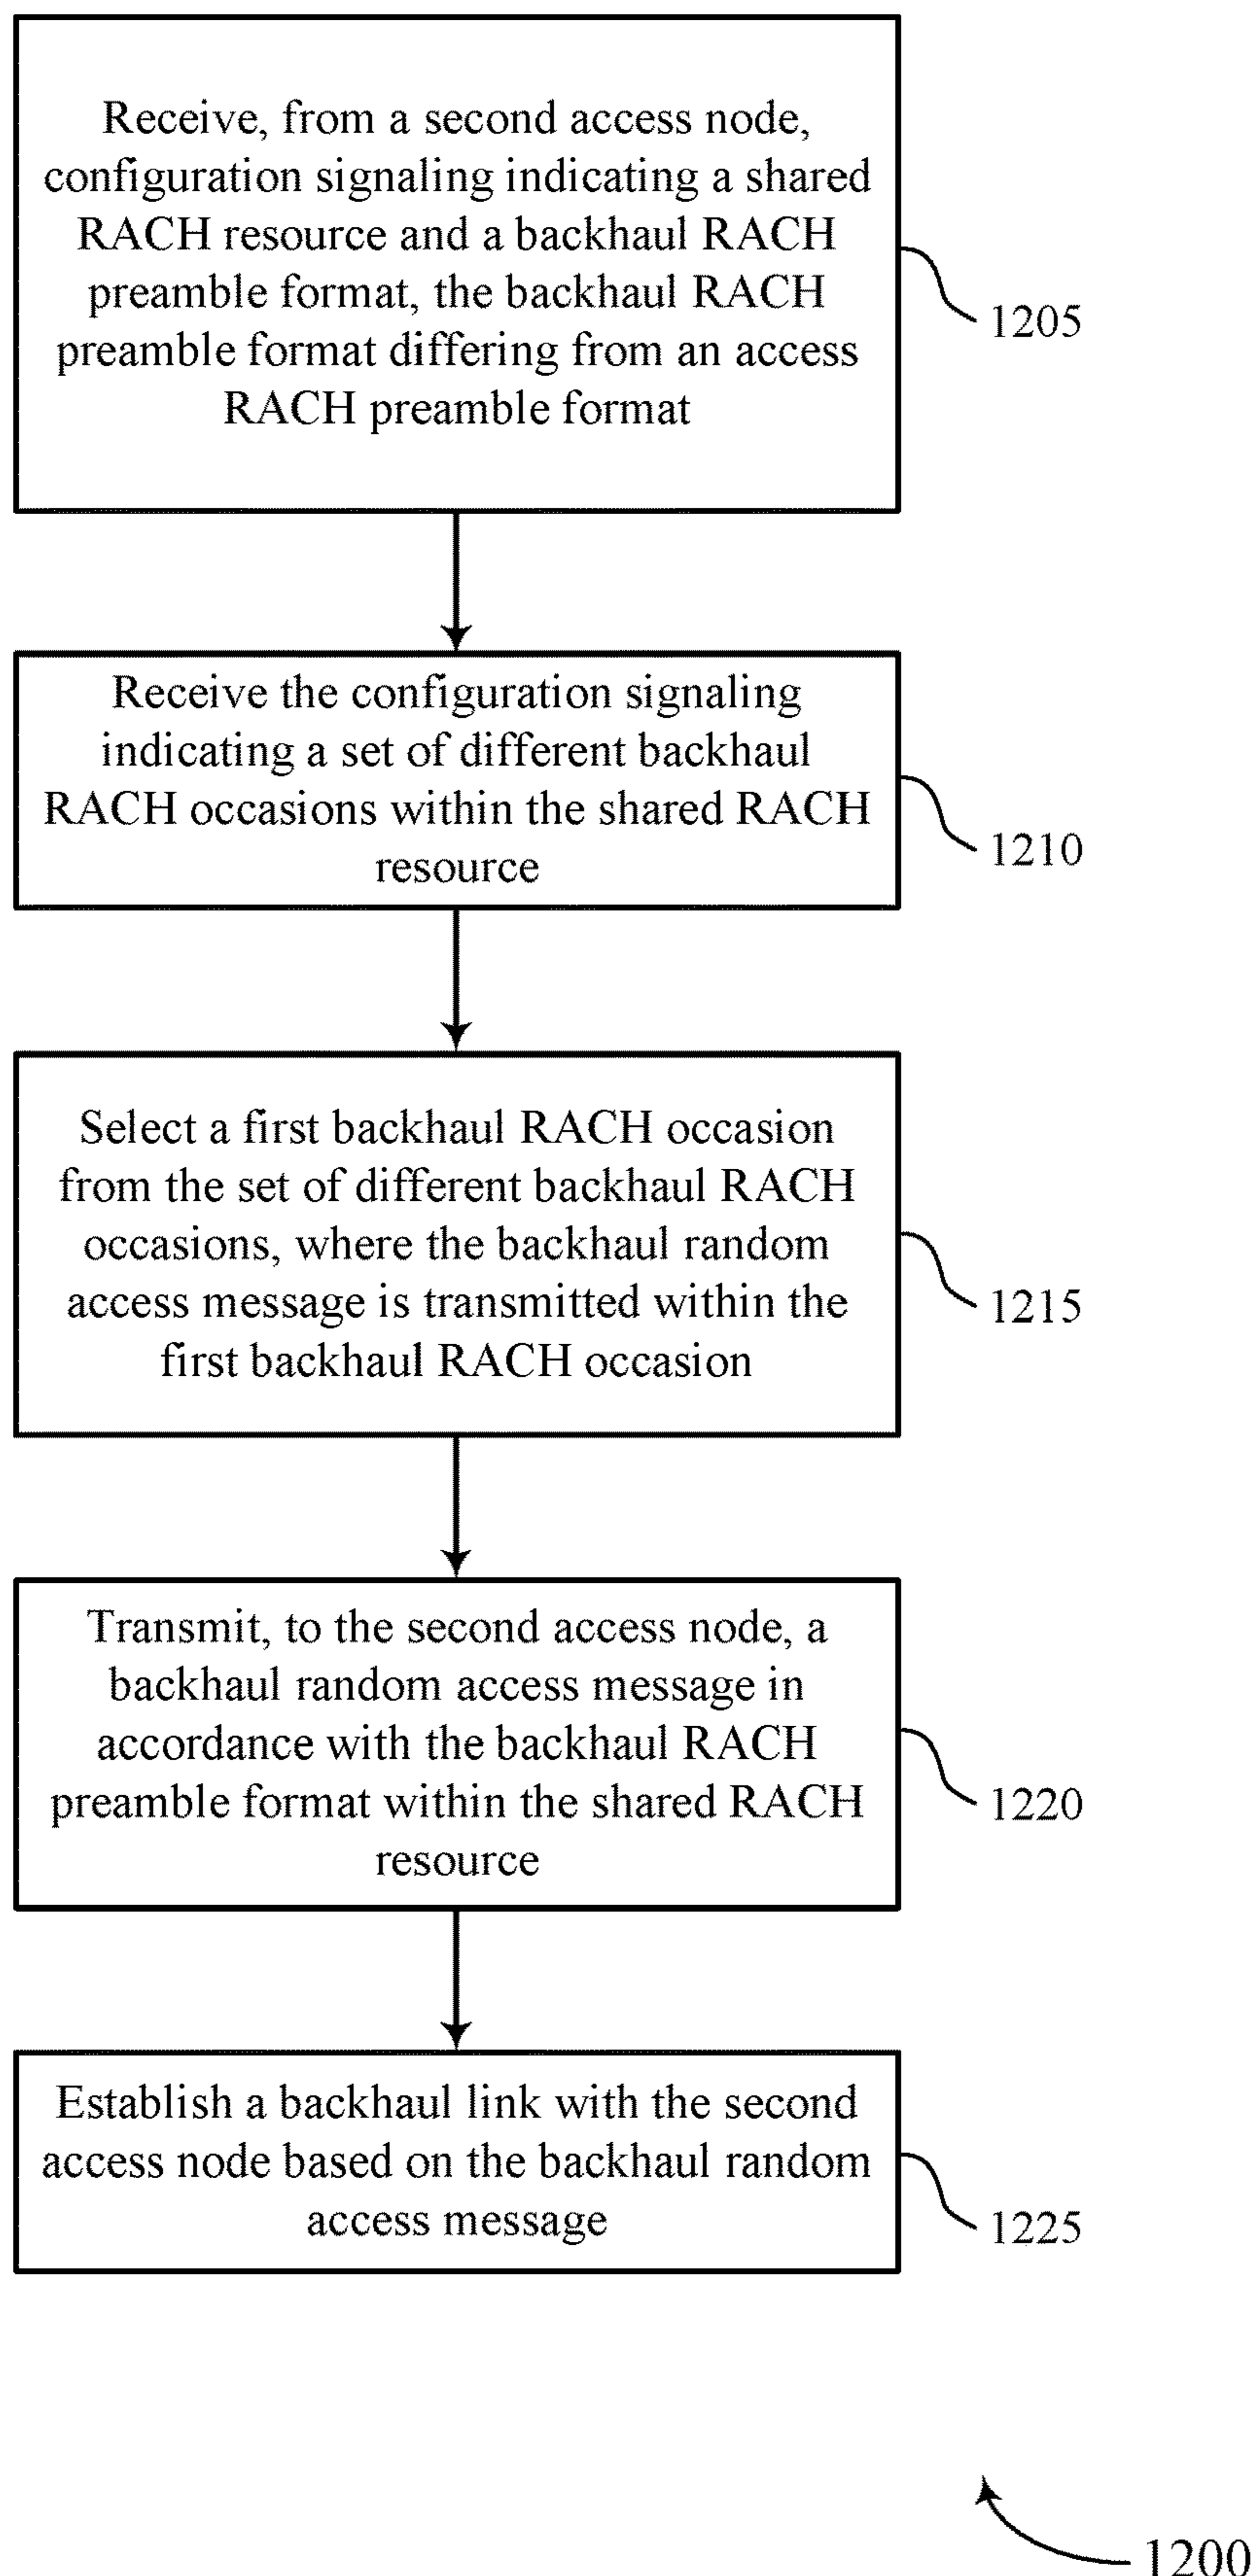 Receive, from a second access node,
configuration signaling indicating a shared
RACH resource and a backhaul RACH
preamble format, the backhaul RACH
preamble format differing from an access
RACH preamble format
1205
Receive the configuration signaling
indicating a set of different backhaul
RACH occasions within the shared RACH
resource
1210
Select a first backhaul RACH occasion
from the set of different backhaul RACH
occasions, where the backhaul random
access message is transmitted within the
first backhaul RACH occasion
1215
Transmit, to the second access node, a
backhaul random access message in
accordance with the backhaul RACH
preamble format within the shared RACH
resource
1220
Establish a backhaul link with the second
access node based on the backhaul random
access message
1225
1200